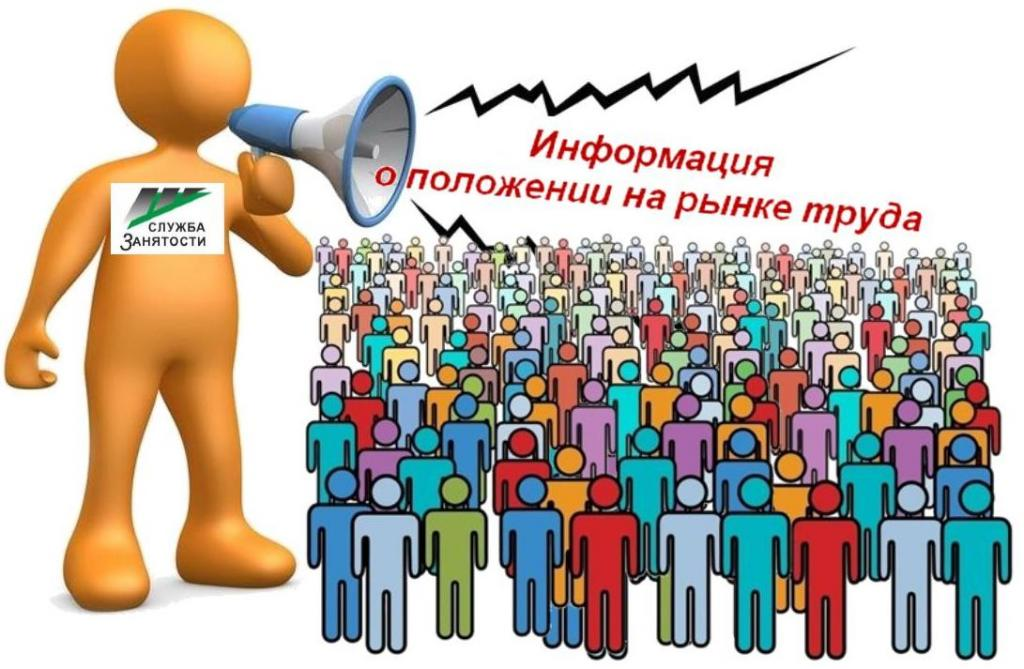 Информация
о положении на рынке труда
СЛУЖБА
ЗАНЯТОСТИ